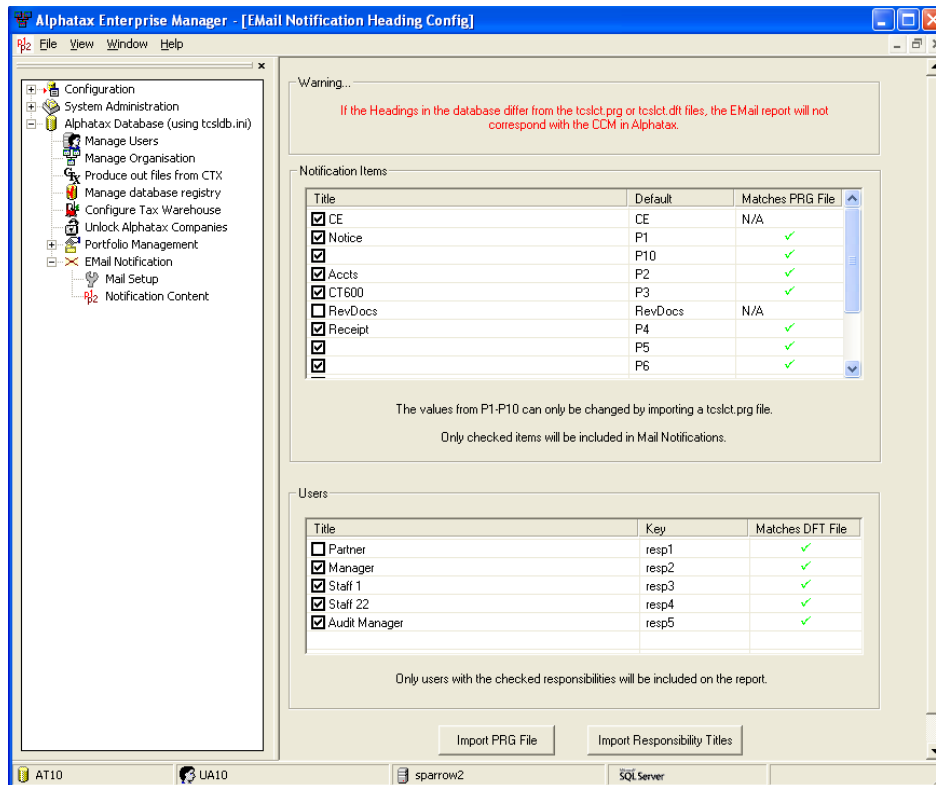 Alphatax Enterprise Manager - [EMail Notification Heading Config]
File View Window Help
Configuration
System Administration
Alphatax Database (using tcsldb.ini)
Manage Users
Manage Organisation
Produce out files from CTX
Manage database registry
Configure Tax Warehouse
Unlock Alphatax Companies
Portfolio Management
EMail Notification
Mail Setup
Notification Content
Warning...
If the Headings in the database differ from the tcslct.prg or tcslct.dft files, the EMail report will not
correspond with the CCM in Alphatax.
Notification Items
Title Default Matches PRG File
CE CE N/A
Notice P1
P10
Accts P2
CT600 P3
RevDocs RevDocs N/A
Receipt P4
P5
P6
The values from P1-P10 can only be changed by importing a tcslct.prg file.
Only checked items will be included in Mail Notifications.
Users
Title Key Matches DFT File
Partner resp1
Manager resp2
Staff 1 resp3
Staff 22 resp4
Audit Manager resp5
Only users with the checked responsibilities will be included on the report.
Import PRG File Import Responsibility Titles
AT10 UA10 sparrow2 SQL Server